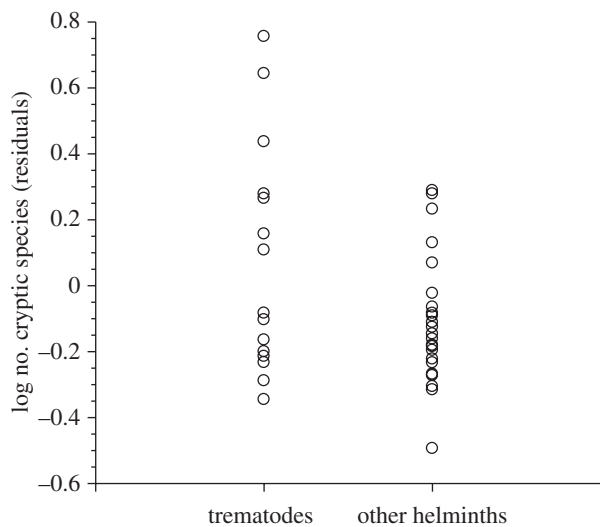 log no. cryptic species (residuals)
0.8
0.6
0.4
0.2
0
–0.2
–0.4
–0.6
trematodes
other helminths